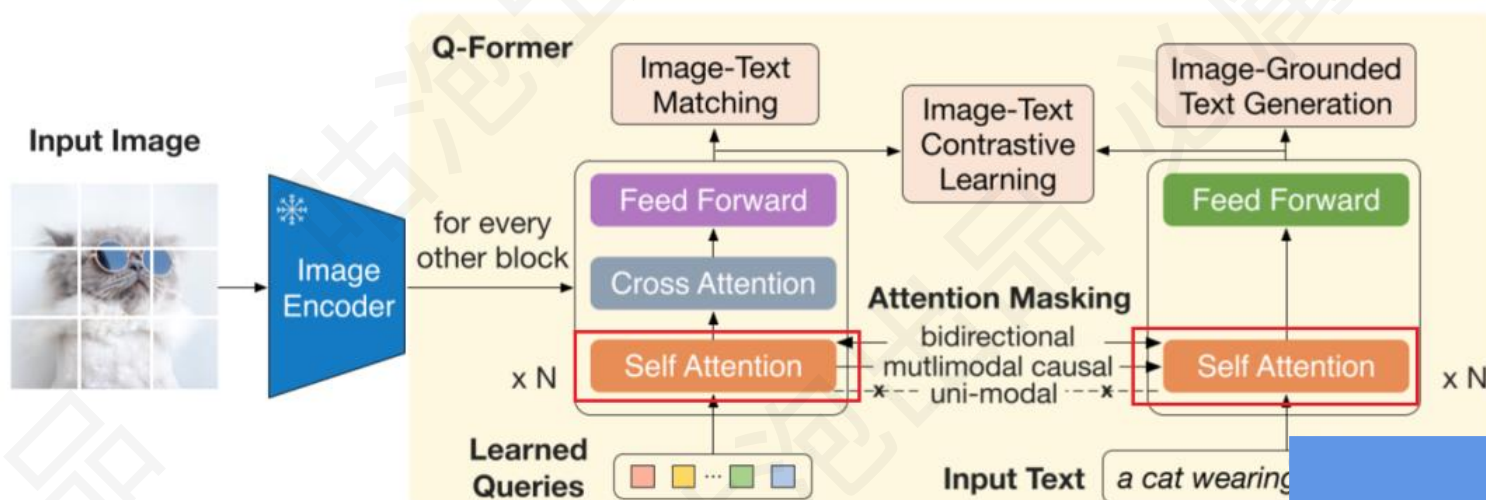 Q-Former
Image-Text
Matching
Image-Grounded
Text Generation
Image-Text
Contrastive
Learning
Input Image
Feed Forward
Feed Forward
for every
other block
Image
Encoder
Cross Attention
Attention Masking
bidirectional
mutlimodal causal
uni-modal
Self Attention
Self Attention
x N
x N
x
x
Learned
Queries
...
Input Text
a cat wearing